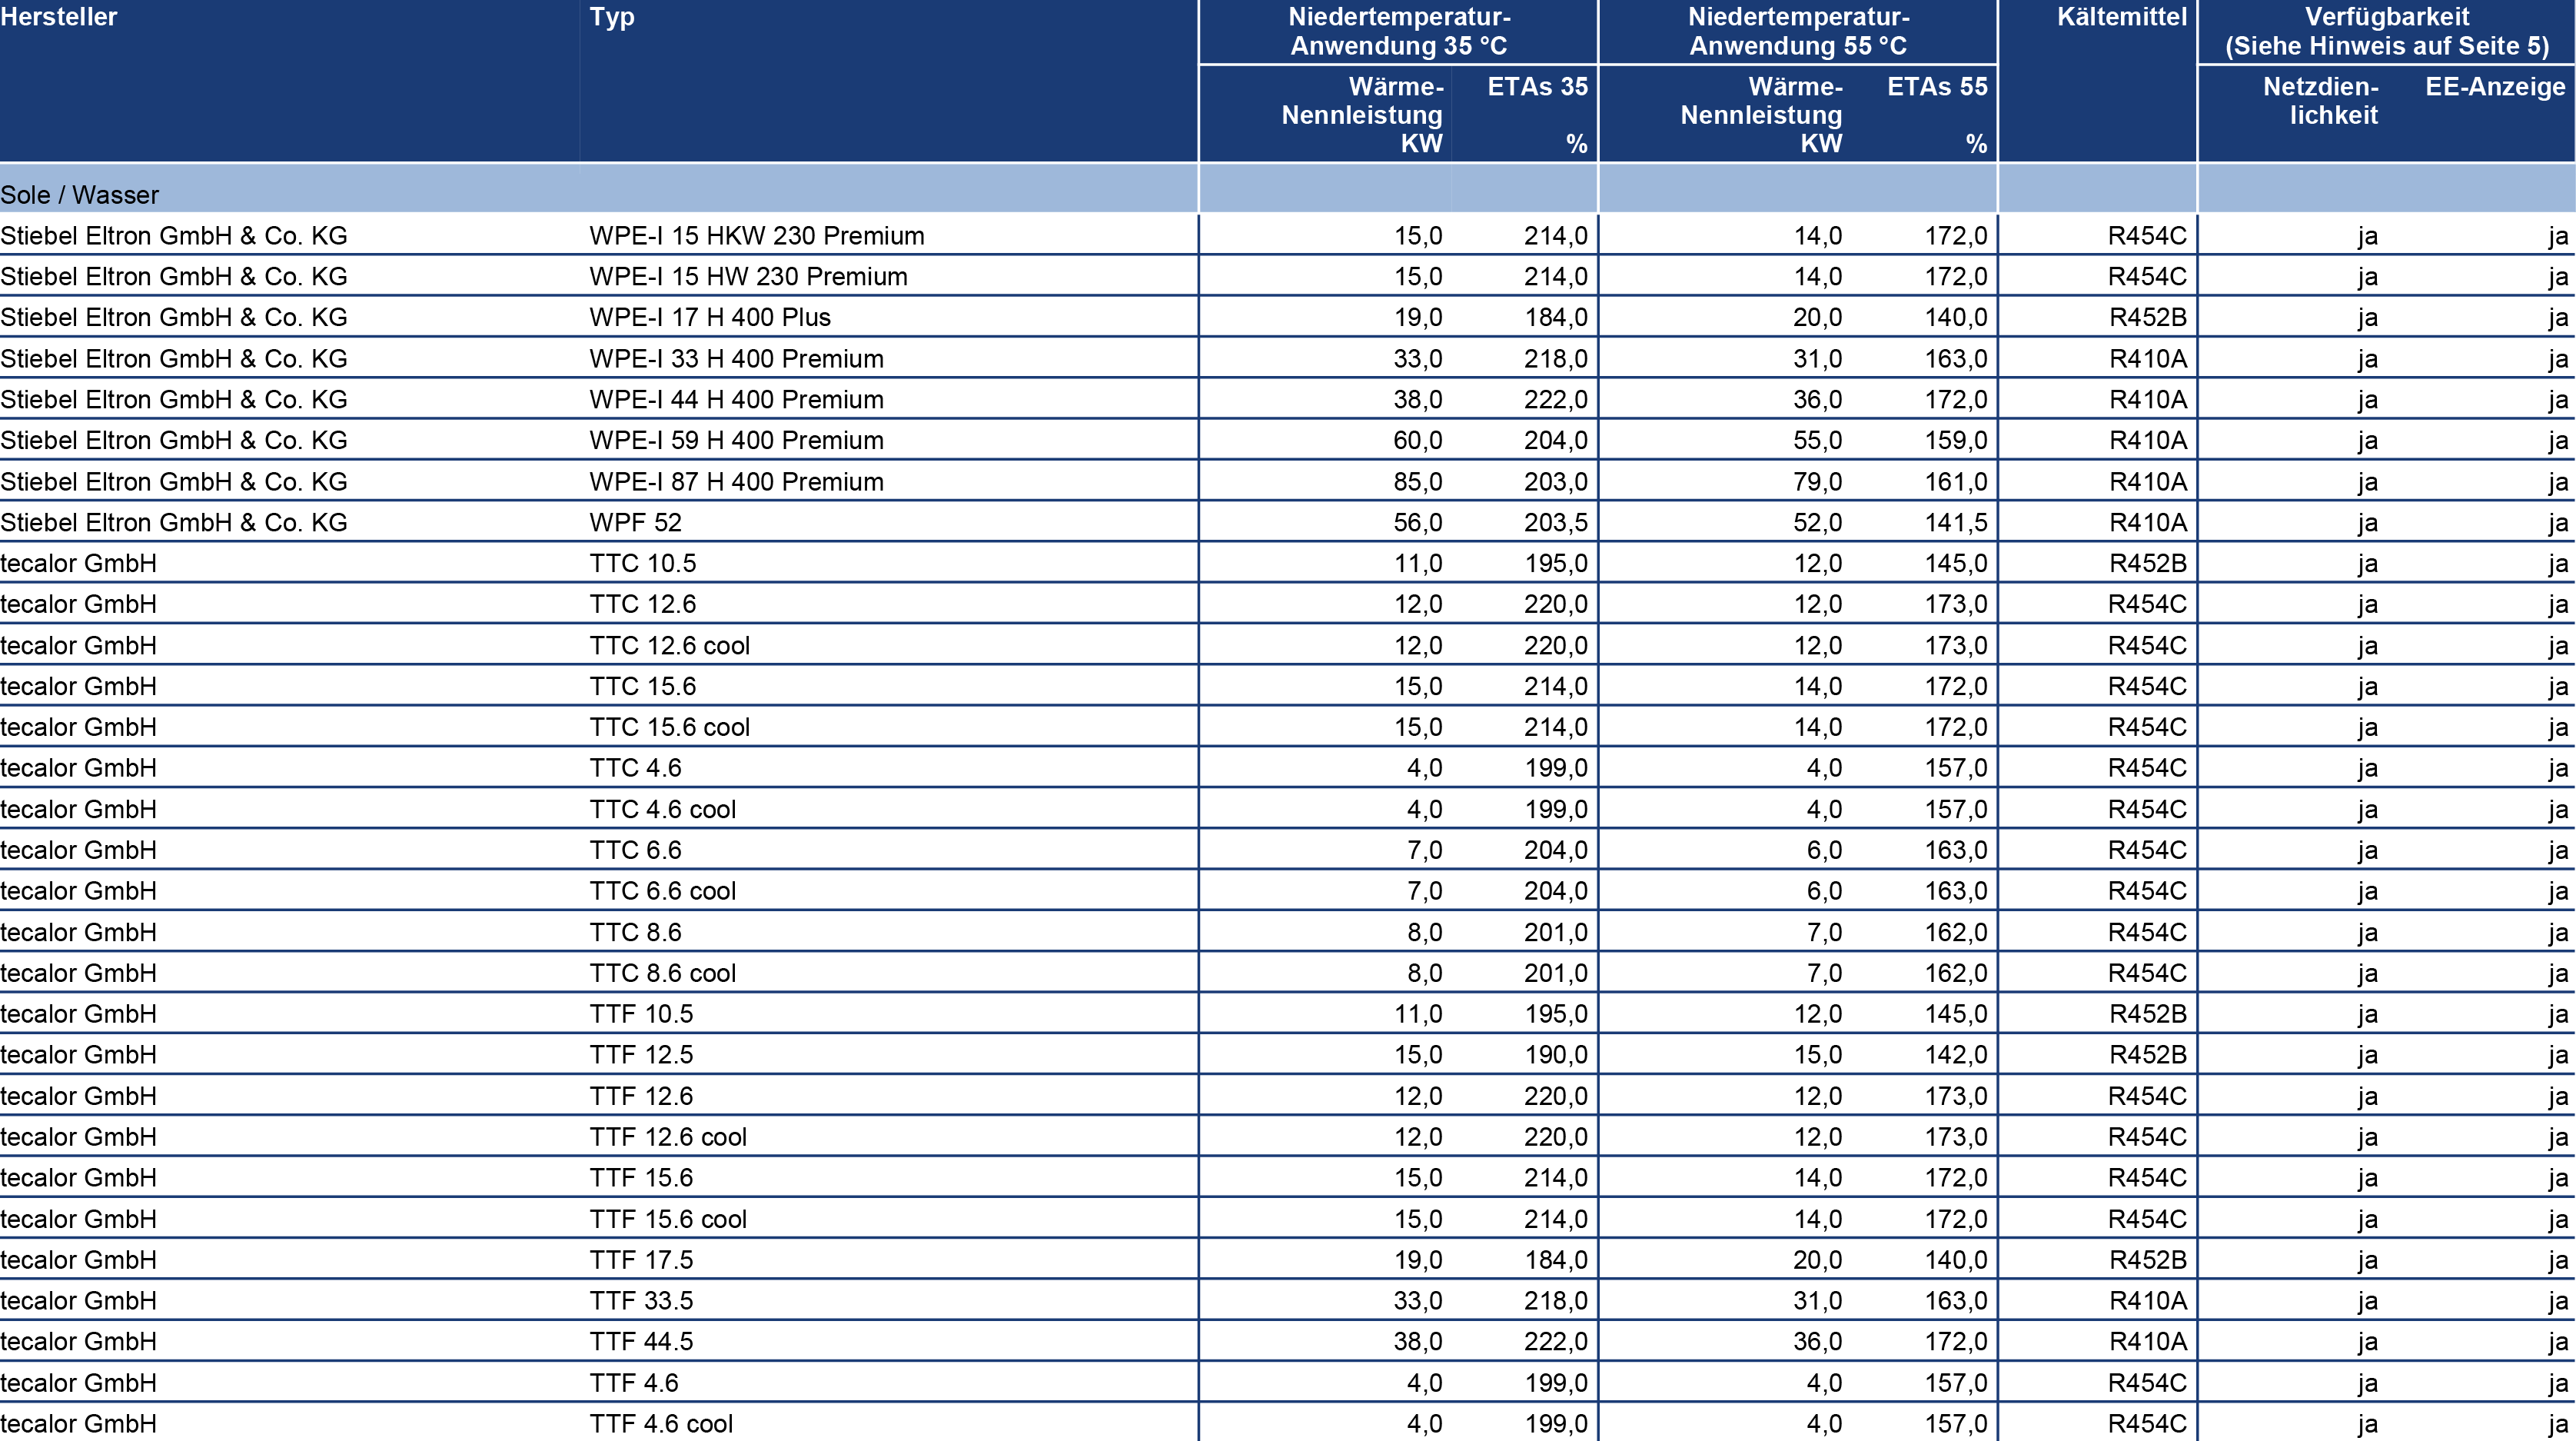 Hersteller Typ Niedertemperatur- Niedertemperatur- Kältemittel Verfügbarkeit
Anwendung 35 °C Anwendung 55 °C (Siehe Hinweis auf Seite 5)
Wärme- ETAs 35 Wärme- ETAs 55 Netzdien- EE-Anzeige
Nennleistung Nennleistung lichkeit
KW % KW %
Sole / Wasser
Stiebel Eltron GmbH & Co. KG WPE-I 15 HKW 230 Premium 15,0 214,0 14,0 172,0 R454C ja ja
Stiebel Eltron GmbH & Co. KG WPE-I 15 HW 230 Premium 15,0 214,0 14,0 172,0 R454C ja ja
Stiebel Eltron GmbH & Co. KG WPE-I 17 H 400 Plus 19,0 184,0 20,0 140,0 R452B ja ja
Stiebel Eltron GmbH & Co. KG WPE-I 33 H 400 Premium 33,0 218,0 31,0 163,0 R410A ja ja
Stiebel Eltron GmbH & Co. KG WPE-I 44 H 400 Premium 38,0 222,0 36,0 172,0 R410A ja ja
Stiebel Eltron GmbH & Co. KG WPE-I 59 H 400 Premium 60,0 204,0 55,0 159,0 R410A ja ja
Stiebel Eltron GmbH & Co. KG WPE-I 87 H 400 Premium 85,0 203,0 79,0 161,0 R410A ja ja
Stiebel Eltron GmbH & Co. KG WPF 52 56,0 203,5 52,0 141,5 R410A ja ja
tecalor GmbH TTC 10.5 11,0 195,0 12,0 145,0 R452B ja ja
tecalor GmbH TTC 12.6 12,0 220,0 12,0 173,0 R454C ja ja
tecalor GmbH TTC 12.6 cool 12,0 220,0 12,0 173,0 R454C ja ja
tecalor GmbH TTC 15.6 15,0 214,0 14,0 172,0 R454C ja ja
tecalor GmbH TTC 15.6 cool 15,0 214,0 14,0 172,0 R454C ja ja
tecalor GmbH TTC 4.6 4,0 199,0 4,0 157,0 R454C ja ja
tecalor GmbH TTC 4.6 cool 4,0 199,0 4,0 157,0 R454C ja ja
tecalor GmbH TTC 6.6 7,0 204,0 6,0 163,0 R454C ja ja
tecalor GmbH TTC 6.6 cool 7,0 204,0 6,0 163,0 R454C ja ja
tecalor GmbH TTC 8.6 8,0 201,0 7,0 162,0 R454C ja ja
tecalor GmbH TTC 8.6 cool 8,0 201,0 7,0 162,0 R454C ja ja
tecalor GmbH TTF 10.5 11,0 195,0 12,0 145,0 R452B ja ja
tecalor GmbH TTF 12.5 15,0 190,0 15,0 142,0 R452B ja ja
tecalor GmbH TTF 12.6 12,0 220,0 12,0 173,0 R454C ja ja
tecalor GmbH TTF 12.6 cool 12,0 220,0 12,0 173,0 R454C ja ja
tecalor GmbH TTF 15.6 15,0 214,0 14,0 172,0 R454C ja ja
tecalor GmbH TTF 15.6 cool 15,0 214,0 14,0 172,0 R454C ja ja
tecalor GmbH TTF 17.5 19,0 184,0 20,0 140,0 R452B ja ja
tecalor GmbH TTF 33.5 33,0 218,0 31,0 163,0 R410A ja ja
tecalor GmbH TTF 44.5 38,0 222,0 36,0 172,0 R410A ja ja
tecalor GmbH TTF 4.6 4,0 199,0 4,0 157,0 R454C ja ja
tecalor GmbH TTF 4.6 cool 4,0 199,0 4,0 157,0 R454C ja ja